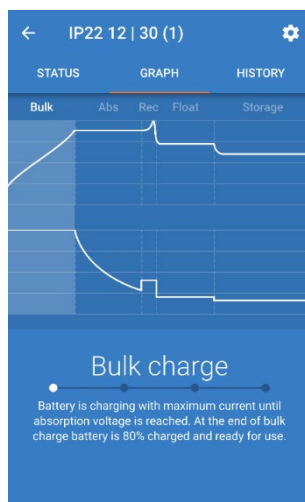 IP22 12 | 30 (1)
STATUS GRAPH HISTORY
Bulk Abs Rec Float Storage
Bulk charge
Battery is charging with maximum current until
absorption voltage is reached. At the end of bulk
charge battery is 80% charged and ready for use.